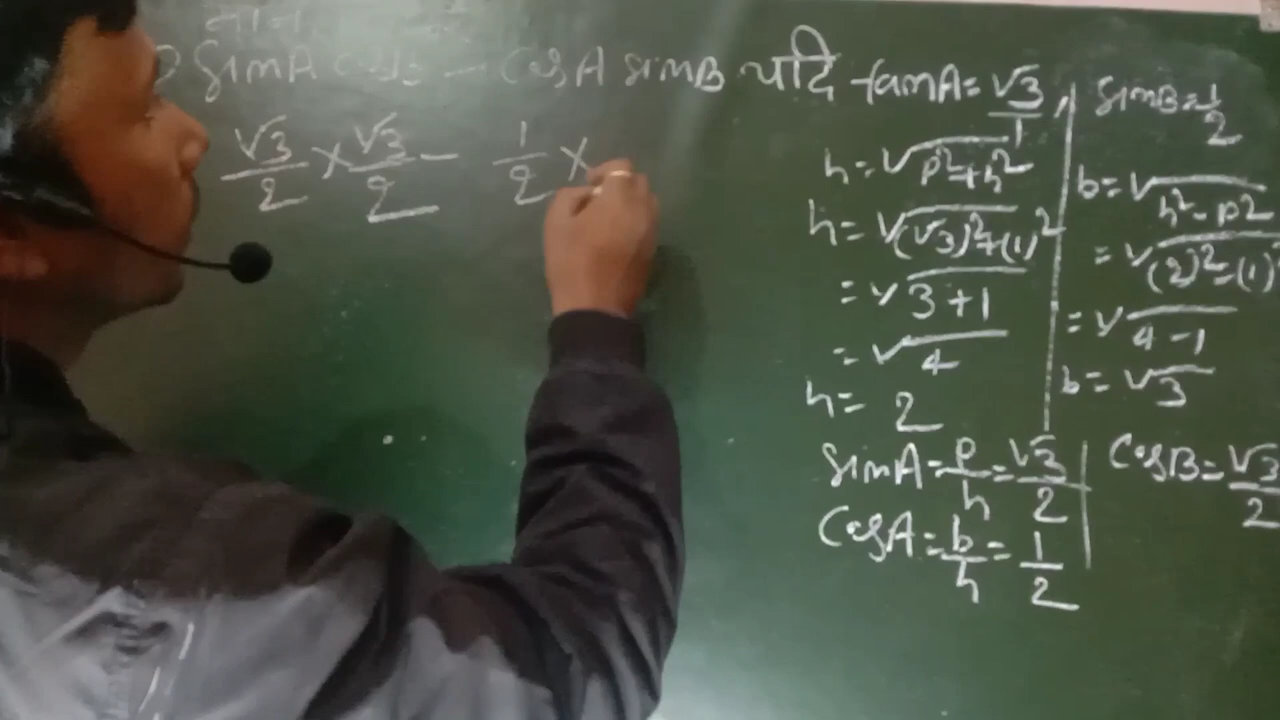 SinA cosB - CosA sinB यदि tanA = √3/1, sinB = 1/2
√3/2 × √3/2 - 1/2 ×
h = √p²+b²
h = √(√3)²+(1)²
= √3+1
= √4
h = 2
SinA = p/h = √3/2
CosA = b/h = 1/2
b = √h²-p²
= √(2)²-(1)²
= √4-1
b = √3
CosB = √3/2